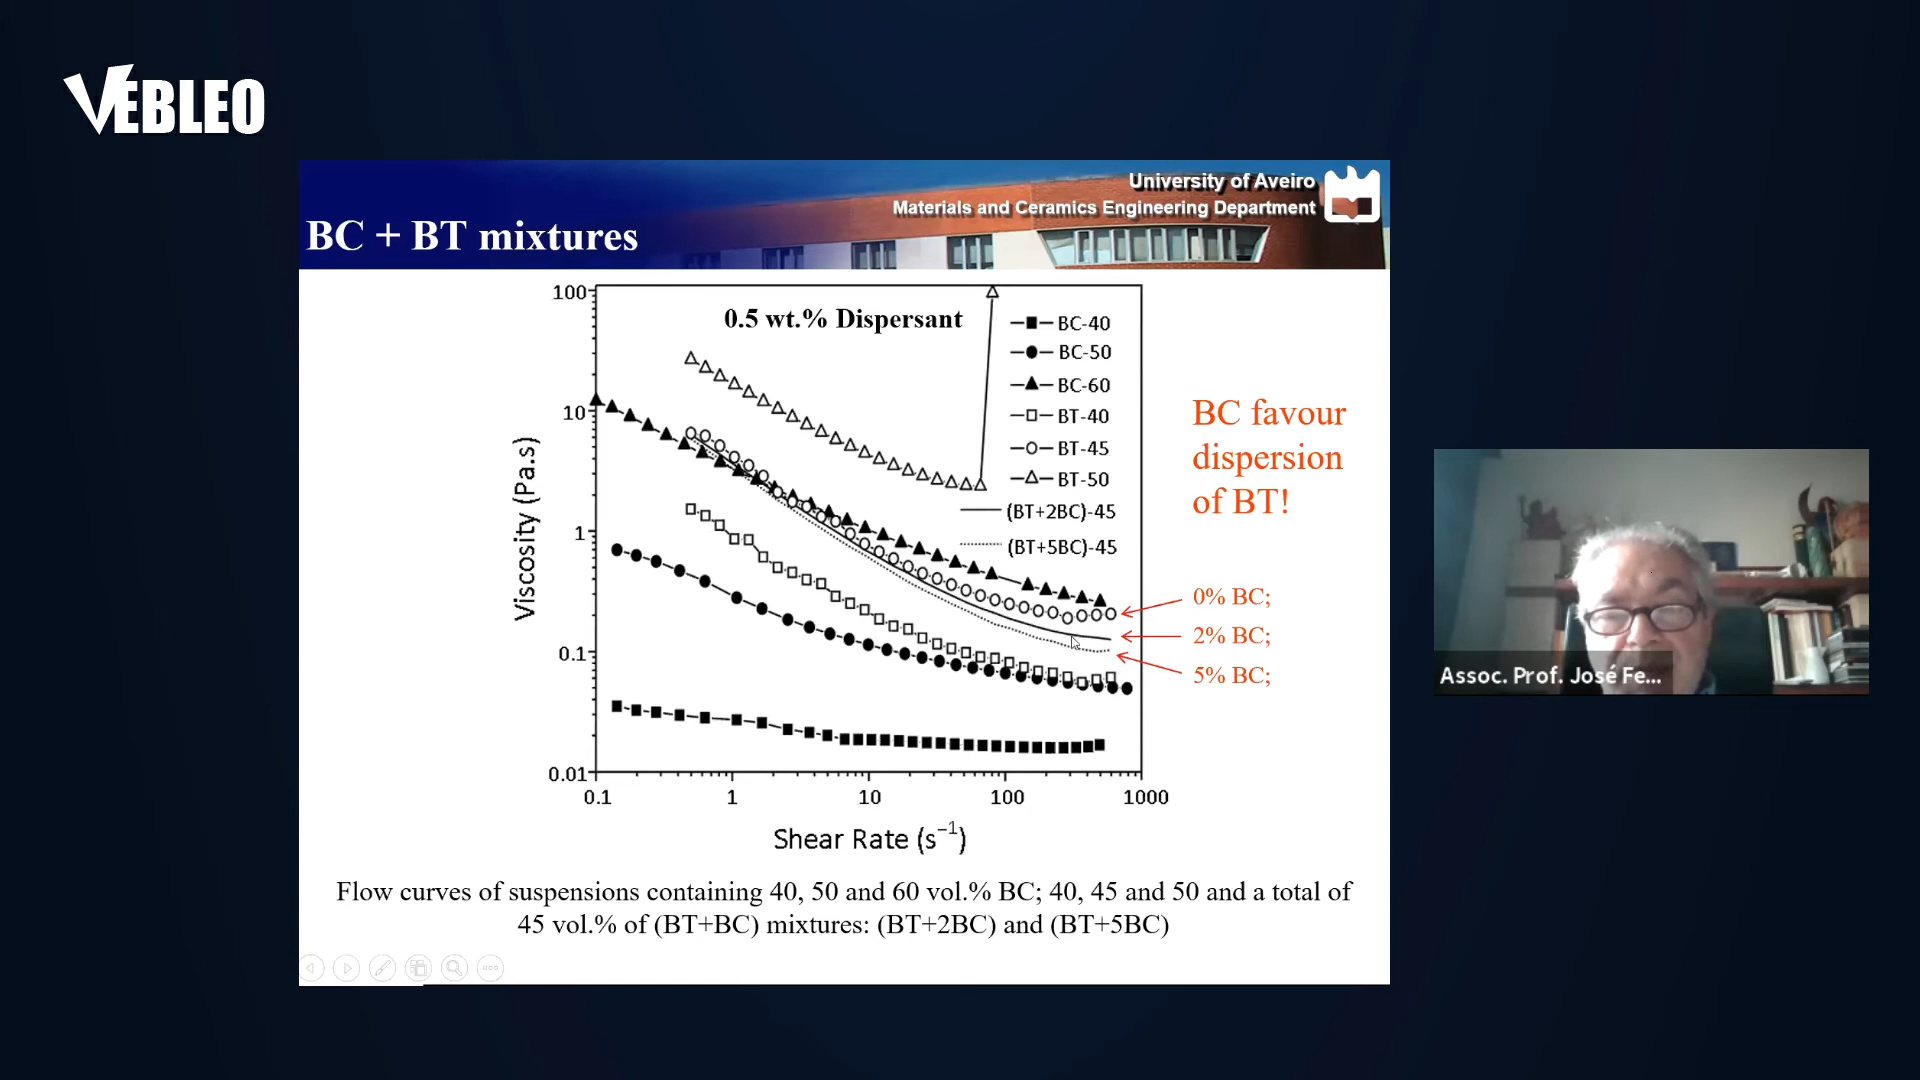 VEBLEO
University of Aveiro
Materials and Ceramics Engineering Department
BC + BT mixtures
0.5 wt.% Dispersant
BC-40
BC-50
BC-60
BT-40
BT-45
BT-50
(BT+2BC)-45
(BT+5BC)-45
100
10
1
0.1
0.01
Viscosity (Pa.s)
0.1
1
10
100
1000
Shear Rate (s⁻¹)
BC favour
dispersion
of BT!
0% BC;
2% BC;
5% BC;
Flow curves of suspensions containing 40, 50 and 60 vol.% BC; 40, 45 and 50 and a total of
45 vol.% of (BT+BC) mixtures: (BT+2BC) and (BT+5BC)
Assoc. Prof. José Fe...